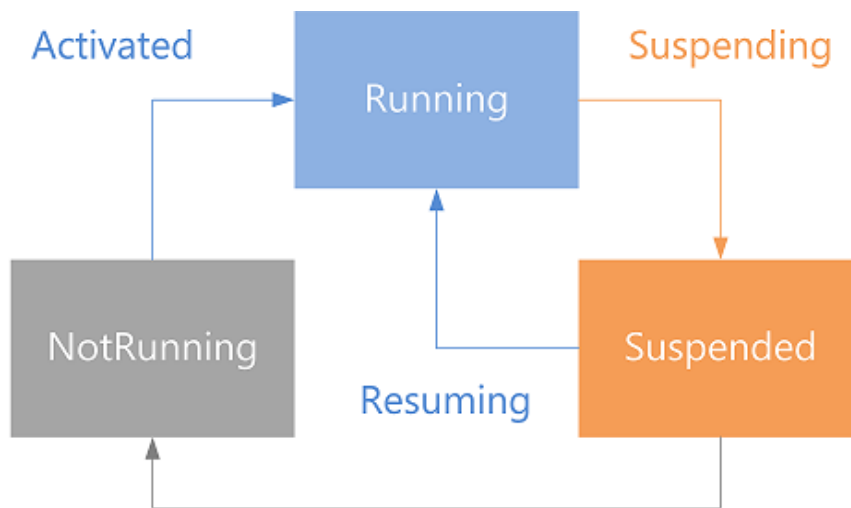 Activated
Suspending
Running
NotRunning
Suspended
Resuming